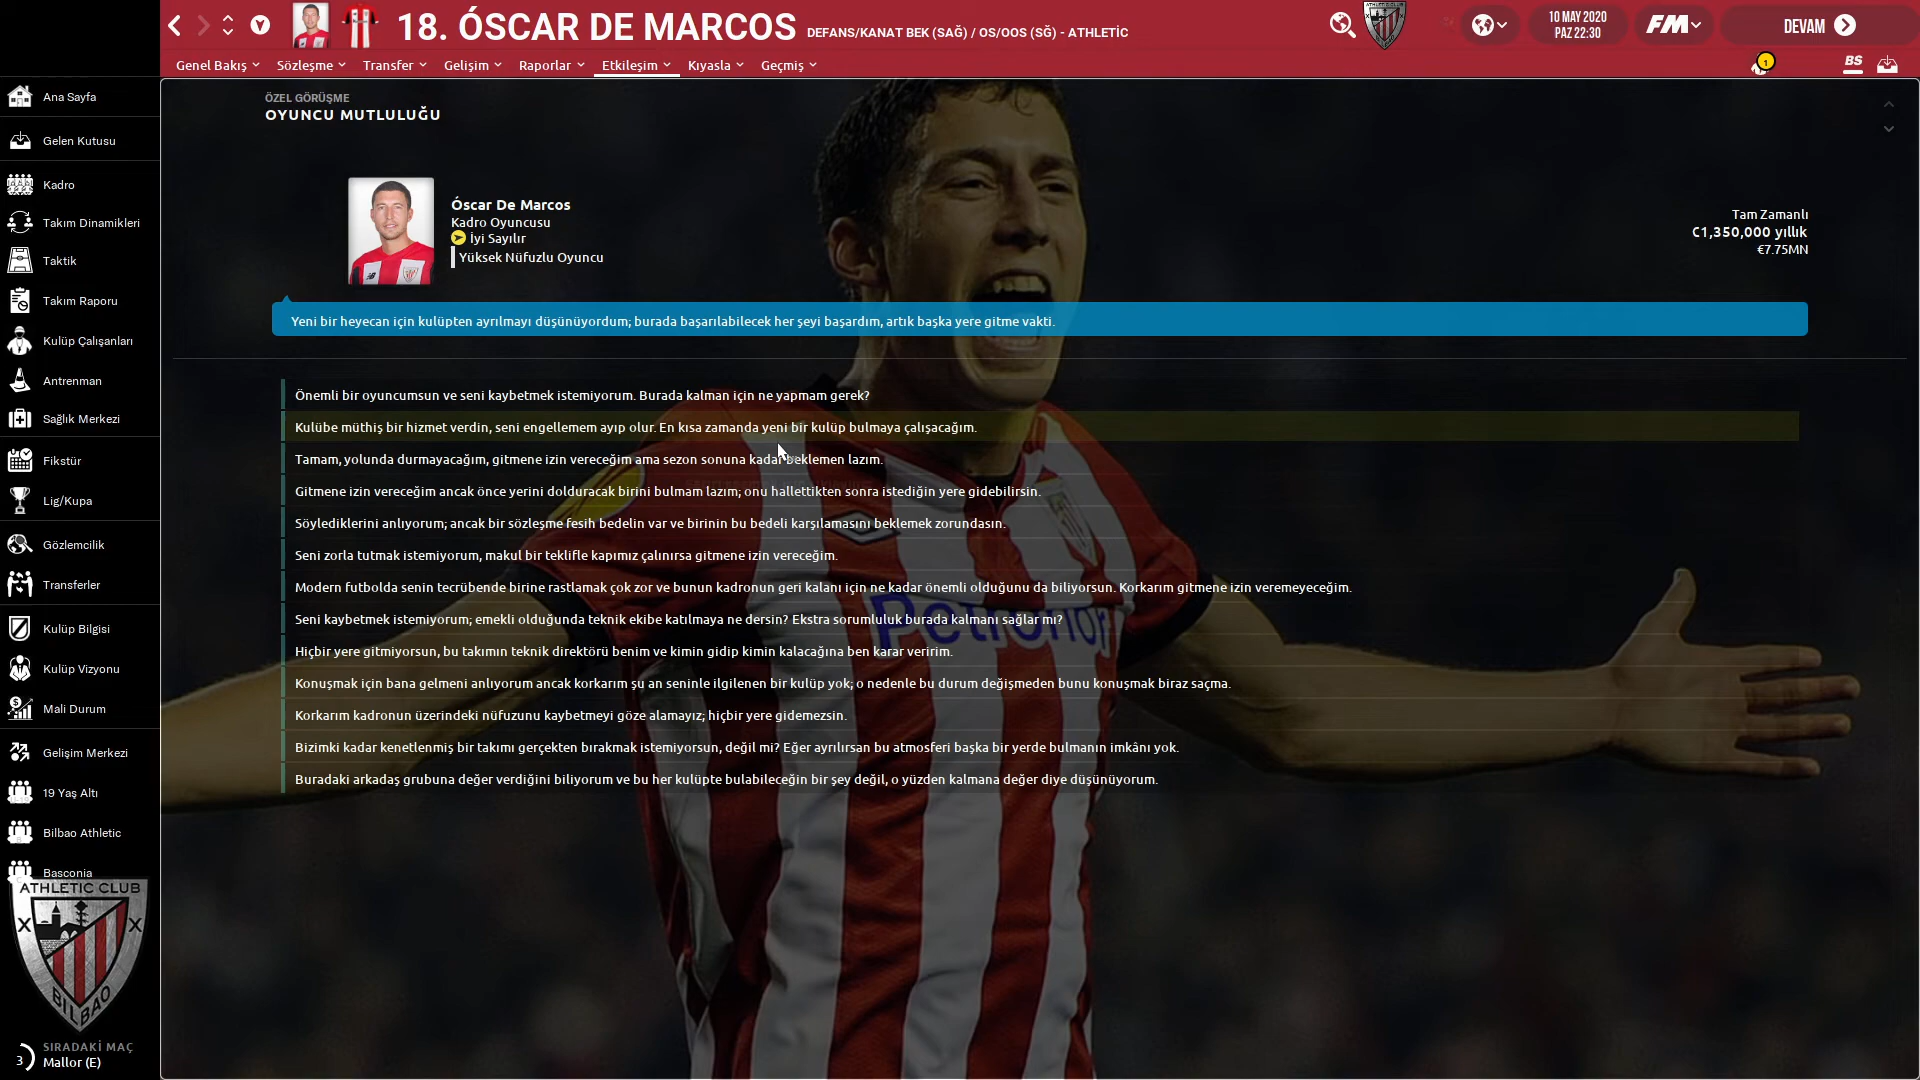 18. ÓSCAR DE MARCOS DEFANS/KANAT BEK (SAĞ) / OS/OOS (SĞ) - ATHLETİC
10 MAY 2020
PAZ 22:30
FM
DEVAM
Genel Bakış Sözleşme Transfer Gelişim Raporlar Etkileşim Kıyasla Geçmiş
1
BS
Ana Sayfa
Gelen Kutusu
Kadro
Takım Dinamikleri
Taktik
Takım Raporu
Kulüp Çalışanları
Antrenman
Sağlık Merkezi
Fikstür
Lig/Kupa
Gözlemcilik
Transferler
Kulüp Bilgisi
Kulüp Vizyonu
Mali Durum
Gelişim Merkezi
19 Yaş Altı
Bilbao Athletic
Basconia
ATHLETIC CLUB
BILBAO
SIRADAKİ MAÇ
3
Mallor (E)
ÖZEL GÖRÜŞME
OYUNCU MUTLULUĞU
Óscar De Marcos
Kadro Oyuncusu
İyi Sayılır
Yüksek Nüfuzlu Oyuncu
Tam Zamanlı
€1,350,000 yıllık
€7.75MN
Yeni bir heyecan için kulüpten ayrılmayı düşünüyordum; burada başarılabilecek her şeyi başardım, artık başka yere gitme vakti.
Önemli bir oyuncumsun ve seni kaybetmek istemiyorum. Burada kalman için ne yapmam gerek?
Kulübe müthiş bir hizmet verdin, seni engellemem ayıp olur. En kısa zamanda yeni bir kulüp bulmaya çalışacağım.
Tamam, yolunda durmayacağım, gitmene izin vereceğim ama sezon sonuna kadar beklemen lazım.
Gitmene izin vereceğim ancak önce yerini dolduracak birini bulmam lazım; onu hallettikten sonra istediğin yere gidebilirsin.
Söylediklerini anlıyorum; ancak bir sözleşme fesih bedelin var ve birinin bu bedeli karşılamasını beklemek zorundasın.
Seni zorla tutmak istemiyorum, makul bir teklifle kapımız çalınırsa gitmene izin vereceğim.
Modern futbolda senin tecrübende birine rastlamak çok zor ve bunun kadronun geri kalanı için ne kadar önemli olduğunu da biliyorsun. Korkarım gitmene izin veremeyeceğim.
Seni kaybetmek istemiyorum; emekli olduğunda teknik ekibe katılmaya ne dersin? Ekstra sorumluluk burada kalmanı sağlar mı?
Hiçbir yere gitmiyorsun, bu takımın teknik direktörü benim ve kimin gidip kimin kalacağına ben karar veririm.
Konuşmak için bana gelmeni anlıyorum ancak korkarım şu an seninle ilgilenen bir kulüp yok; o nedenle bu durum değişmeden bunu konuşmak biraz saçma.
Korkarım kadronun üzerindeki nüfuzunu kaybetmeyi göze alamayız; hiçbir yere gidemezsin.
Bizimki kadar kenetlenmiş bir takımı gerçekten bırakmak istemiyorsun, değil mi? Eğer ayrılırsan bu atmosferi başka bir yerde bulmanın imkânı yok.
Buradaki arkadaş grubuna değer verdiğini biliyorum ve bu her kulüpte bulabileceğin bir şey değil, o yüzden kalmana değer diye düşünüyorum.
Petronor